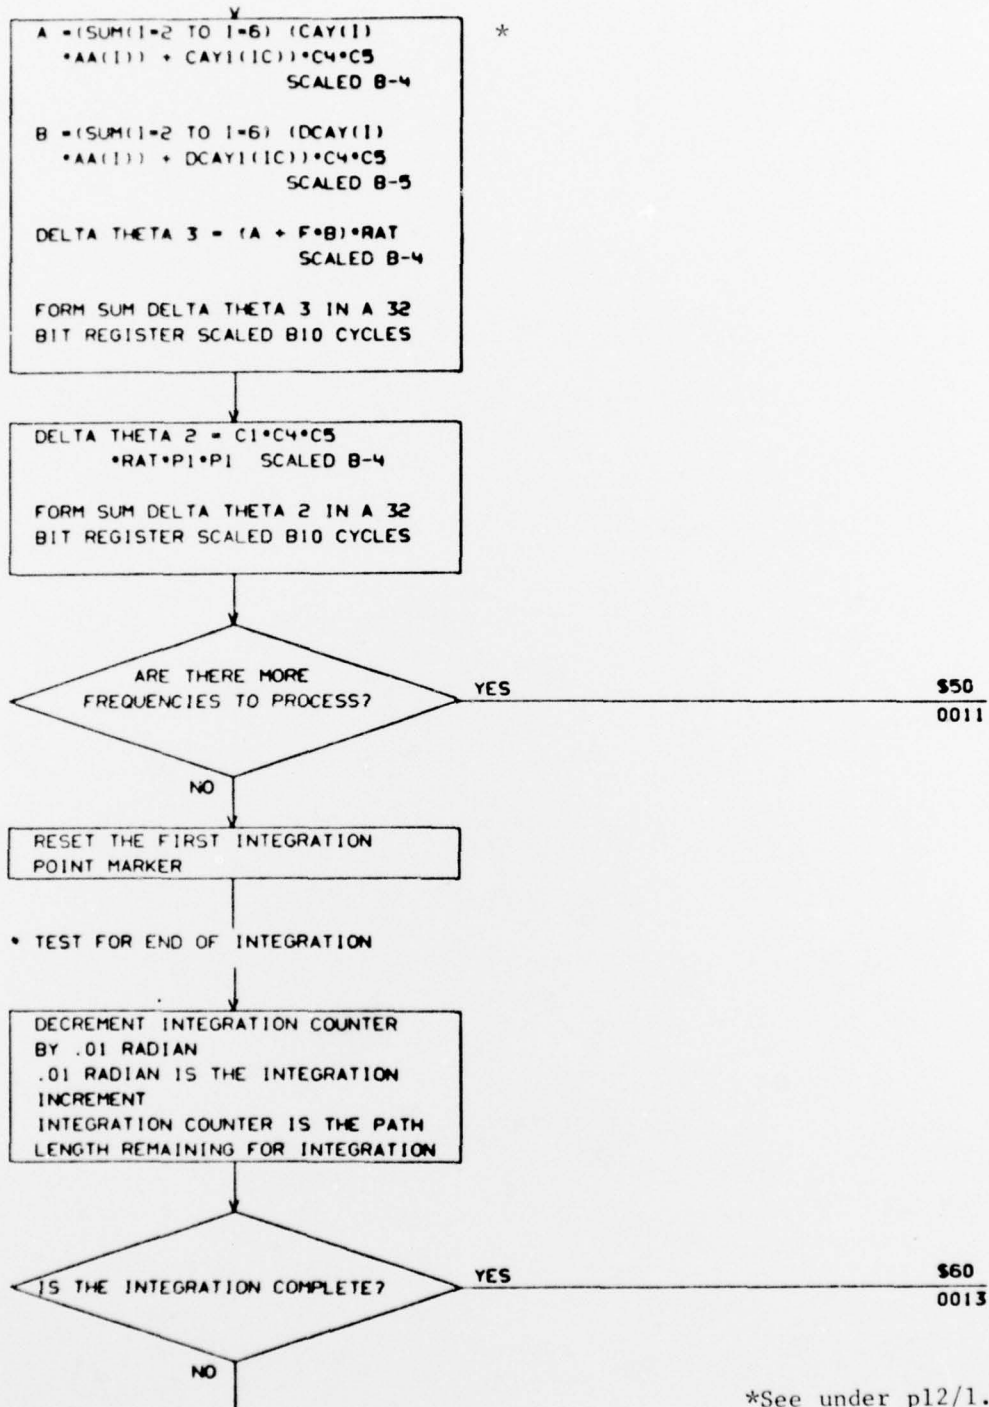 A =(SUM(I=2 TO I=6) (CAY(I) *
*AA(I)) + CAY1(IC))*C4*C5
SCALED B-4
B =(SUM(I=2 TO I=6) (DCAY(I)
*AA(I)) + DCAY1(IC))*C4*C5
SCALED B-5
DELTA THETA 3 = (A + F*B)*RAT
SCALED B-4
FORM SUM DELTA THETA 3 IN A 32
BIT REGISTER SCALED B10 CYCLES
DELTA THETA 2 = C1*C4*C5
*RAT*P1*P1 SCALED B-4
FORM SUM DELTA THETA 2 IN A 32
BIT REGISTER SCALED B10 CYCLES
ARE THERE MORE
FREQUENCIES TO PROCESS?
YES
$50
0011
NO
RESET THE FIRST INTEGRATION
POINT MARKER
* TEST FOR END OF INTEGRATION
DECREMENT INTEGRATION COUNTER
BY .01 RADIAN
.01 RADIAN IS THE INTEGRATION
INCREMENT
INTEGRATION COUNTER IS THE PATH
LENGTH REMAINING FOR INTEGRATION
IS THE INTEGRATION COMPLETE?
YES
$60
0013
NO
*See under p12/1.